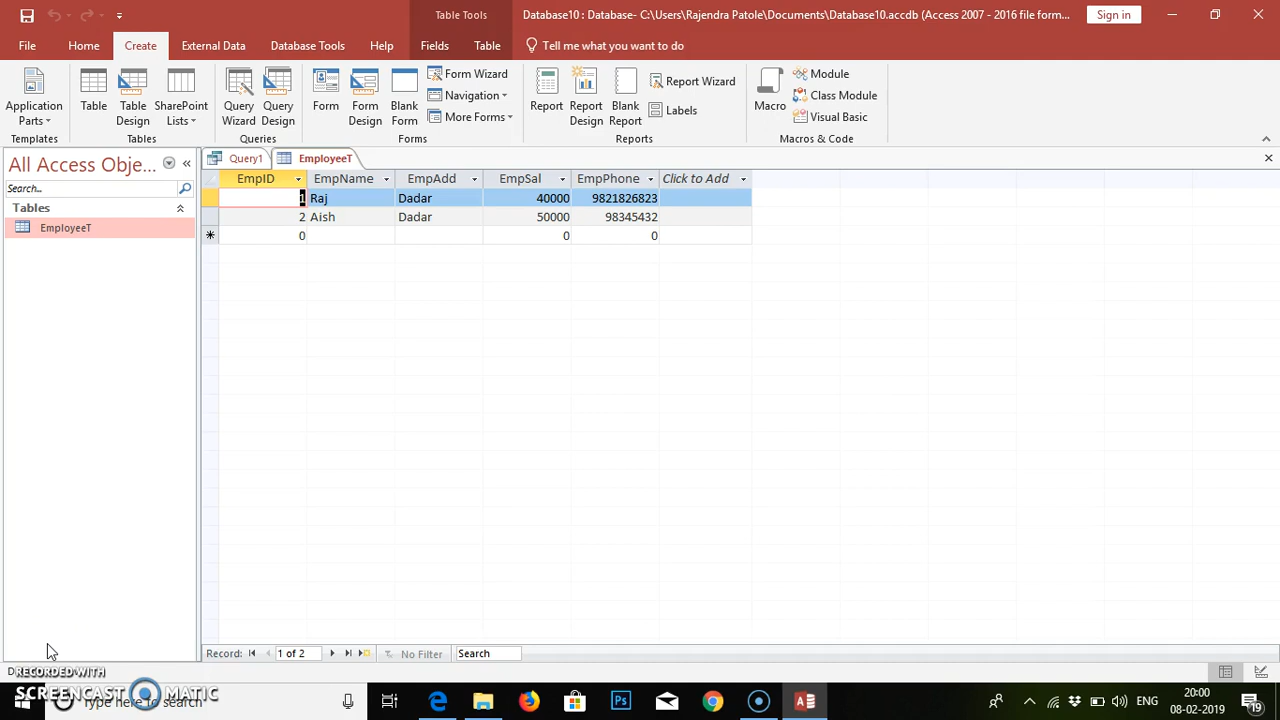 Table Tools
Database10 : Database- C:\Users\Rajendra Patole\Documents\Database10.accdb (Access 2007 - 2016 file form...
Sign in
File Home Create External Data Database Tools Help Fields Table Tell me what you want to do
Application Parts
Table
Table Design
SharePoint Lists
Query Wizard
Query Design
Form
Form Design
Blank Form
Form Wizard
Navigation
More Forms
Report
Report Design
Blank Report
Report Wizard
Labels
Macro
Module
Class Module
Visual Basic
Templates Tables Queries Forms Reports Macros & Code
All Access Obje...
Search...
Tables
EmployeeT
Query1 EmployeeT
EmpID EmpName EmpAdd EmpSal EmpPhone Click to Add
1 Raj Dadar 40000 9821826823
2 Aish Dadar 50000 98345432
0 0 0
Record: 1 of 2 No Filter Search
RECORDED WITH
SCREENCAST MATIC
Type here to search
ENG
20:00
08-02-2019
19